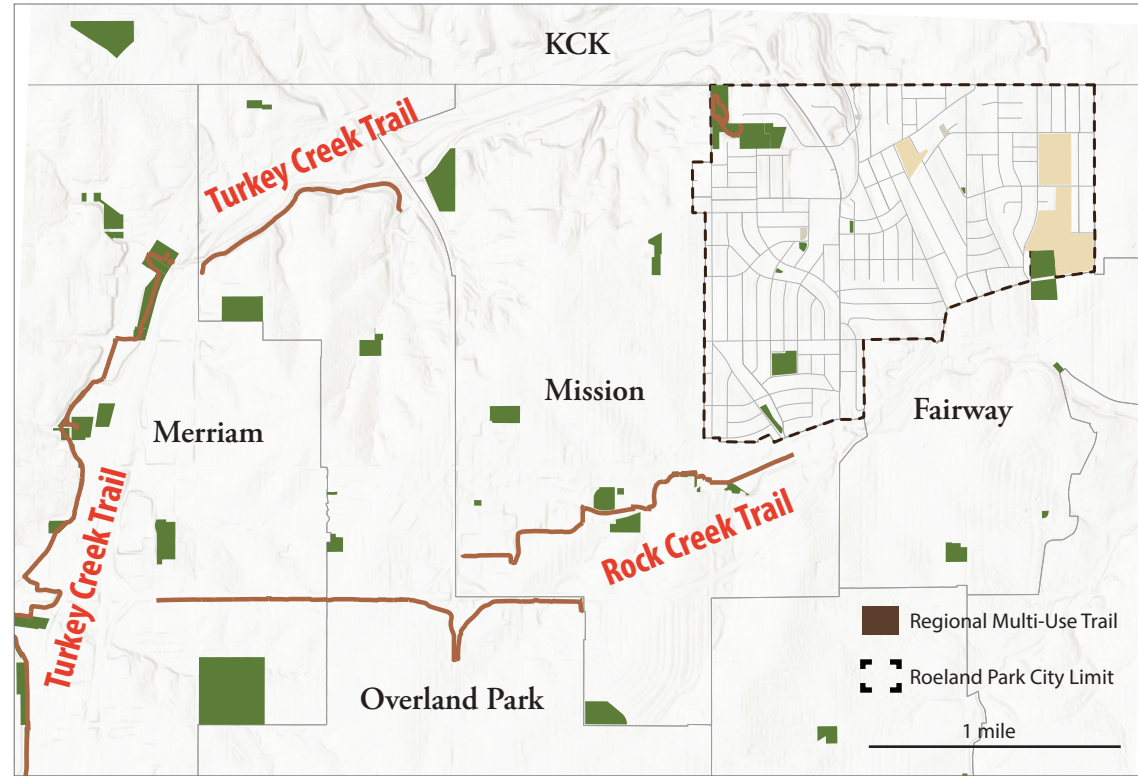 KCK
Turkey Creek Trail
Mission
Merriam
Fairway
Turkey Creek Trail
Rock Creek Trail
Overland Park
Regional Multi-Use Trail
Roeland Park City Limit
1 mile